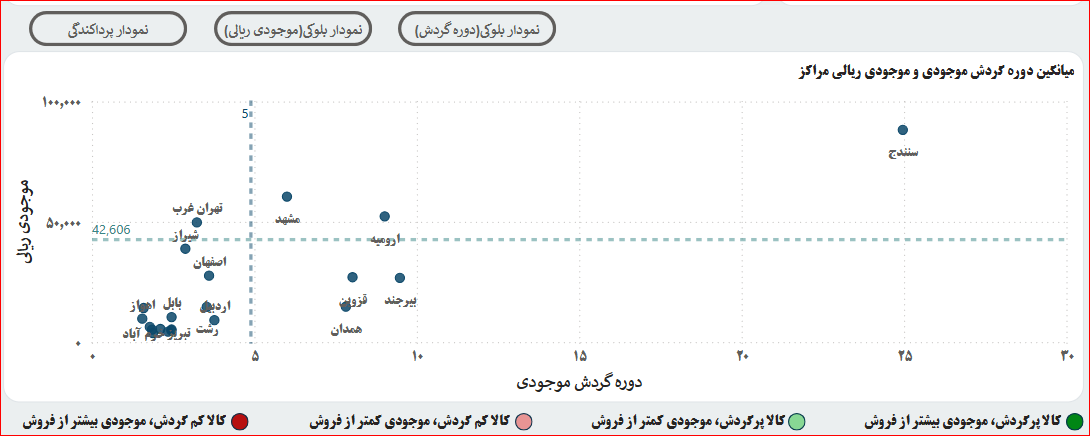 نمودار بلوکی(دوره گردش)
نمودار بلوکی(موجودی ریالی)
نمودار پرداکندگی
میانگین دوره گردش موجودی و موجودی ریالی مراکز
۱۰۰,۰۰۰
۵۰,۰۰۰
۰
موجودی ریالی
5
42,606
سنندج
مشهد
ارومیه
تهران غرب
شیراز
اصفهان
قزوین
بیرجند
همدان
اهواز
بابل
اردبیل
رشت
تبریز
آباد
۰
۵
۱۰
۱۵
۲۰
۲۵
۳۰
دوره گردش موجودی
کالا پرگردش، موجودی بیشتر از فروش
کالا پرگردش، موجودی کمتر از فروش
کالا کم گردش، موجودی کمتر از فروش
کالا کم گردش، موجودی بیشتر از فروش